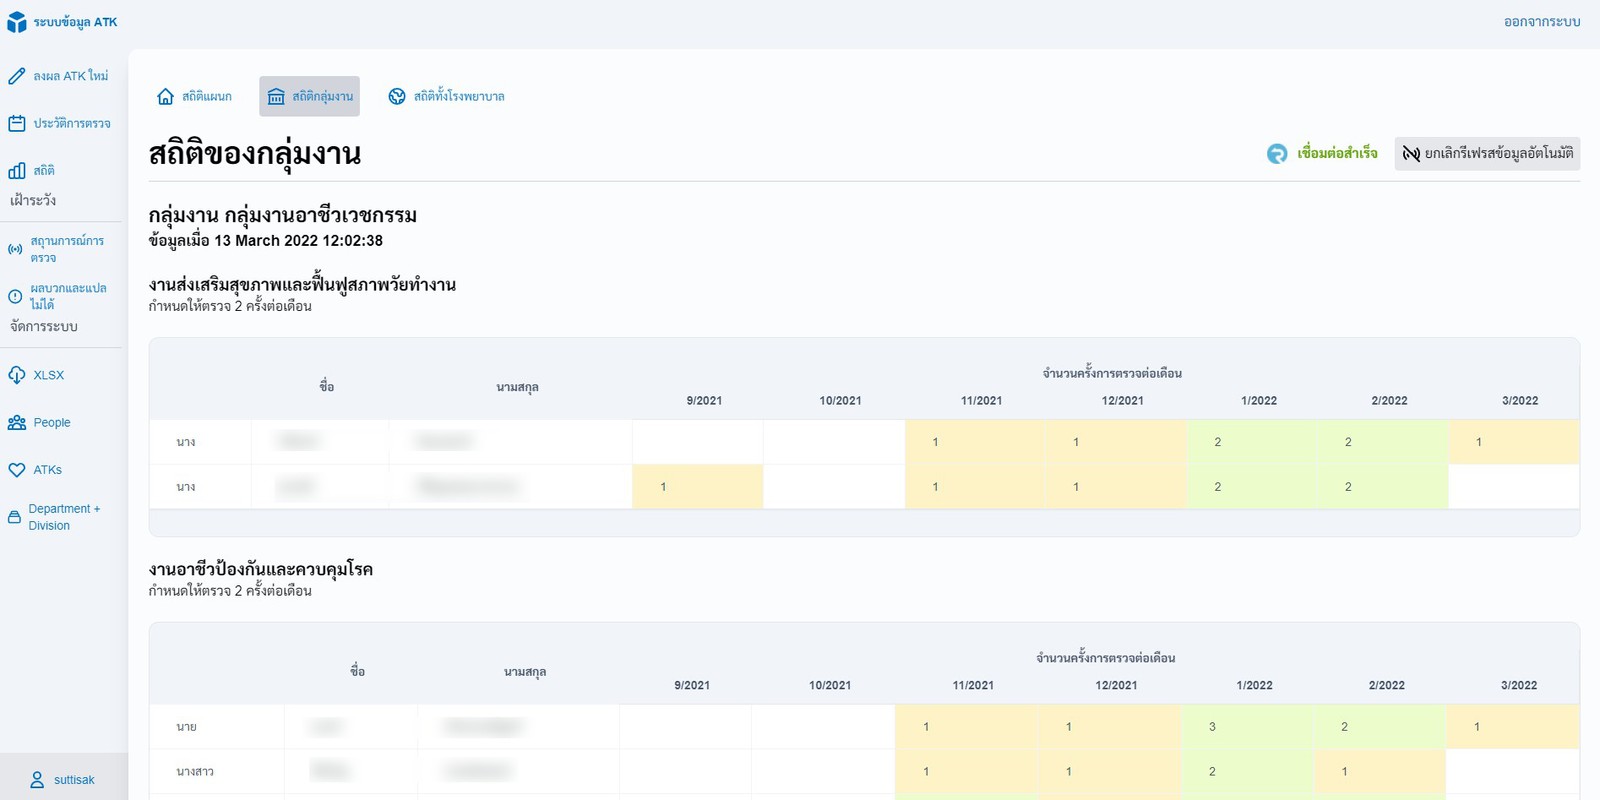 ระบบข้อมูล ATK
ออกจากระบบ
ลงผล ATK ใหม่
ประวัติการตรวจ
สถิติ
เฝ้าระวัง
สถานการณ์การ
ตรวจ
ผลบวกและแปล
ไม่ได้
จัดการระบบ
XLSX
People
ATKs
Department +
Division
suttisak
สถิติแผนก
สถิติกลุ่มงาน
สถิติทั้งโรงพยาบาล
สถิติของกลุ่มงาน
เชื่อมต่อสำเร็จ
ยกเลิกรีเฟรสข้อมูลอัตโนมัติ
กลุ่มงาน กลุ่มงานอาชีวเวชกรรม
ข้อมูลเมื่อ 13 March 2022 12:02:38
งานส่งเสริมสุขภาพและฟื้นฟูสภาพวัยทำงาน
กำหนดให้ตรวจ 2 ครั้งต่อเดือน
ชื่อ นามสกุล จำนวนครั้งการตรวจต่อเดือน
9/2021 10/2021 11/2021 12/2021 1/2022 2/2022 3/2022
นาง 1 1 2 2 1
นาง 1 1 1 2 2
งานอาชีวป้องกันและควบคุมโรค
กำหนดให้ตรวจ 2 ครั้งต่อเดือน
ชื่อ นามสกุล จำนวนครั้งการตรวจต่อเดือน
9/2021 10/2021 11/2021 12/2021 1/2022 2/2022 3/2022
นาย 1 1 3 2 1
นางสาว 1 1 2 1